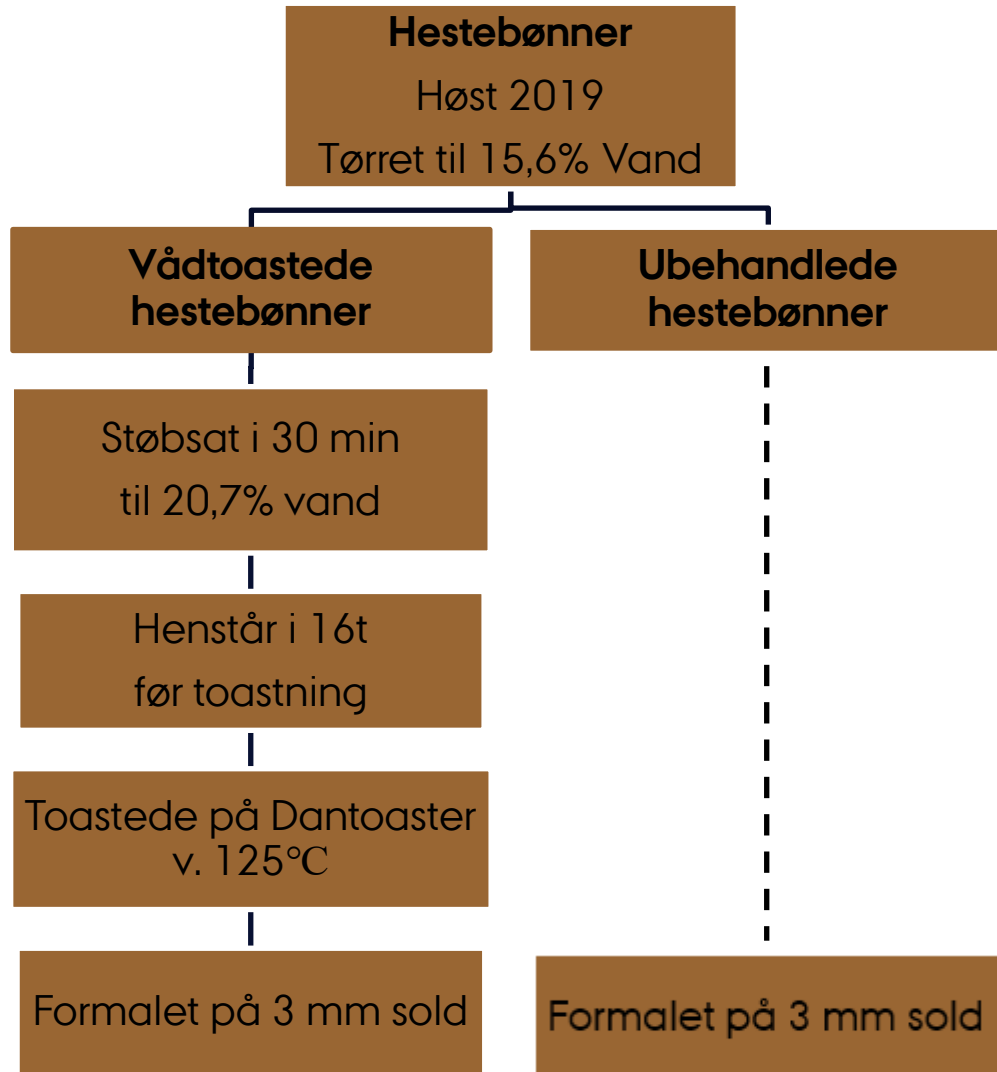 Hestebønner
Høst 2019
Tørret til 15,6% Vand
Vådtoastede
hestebønner
Støbsat i 30 min
til 20,7% vand
Henstår i 16t
før toastning
Toastede på Dantoaster
v. 125°C
Formalet på 3 mm sold
Ubehandlede
hestebønner
Formalet på 3 mm sold